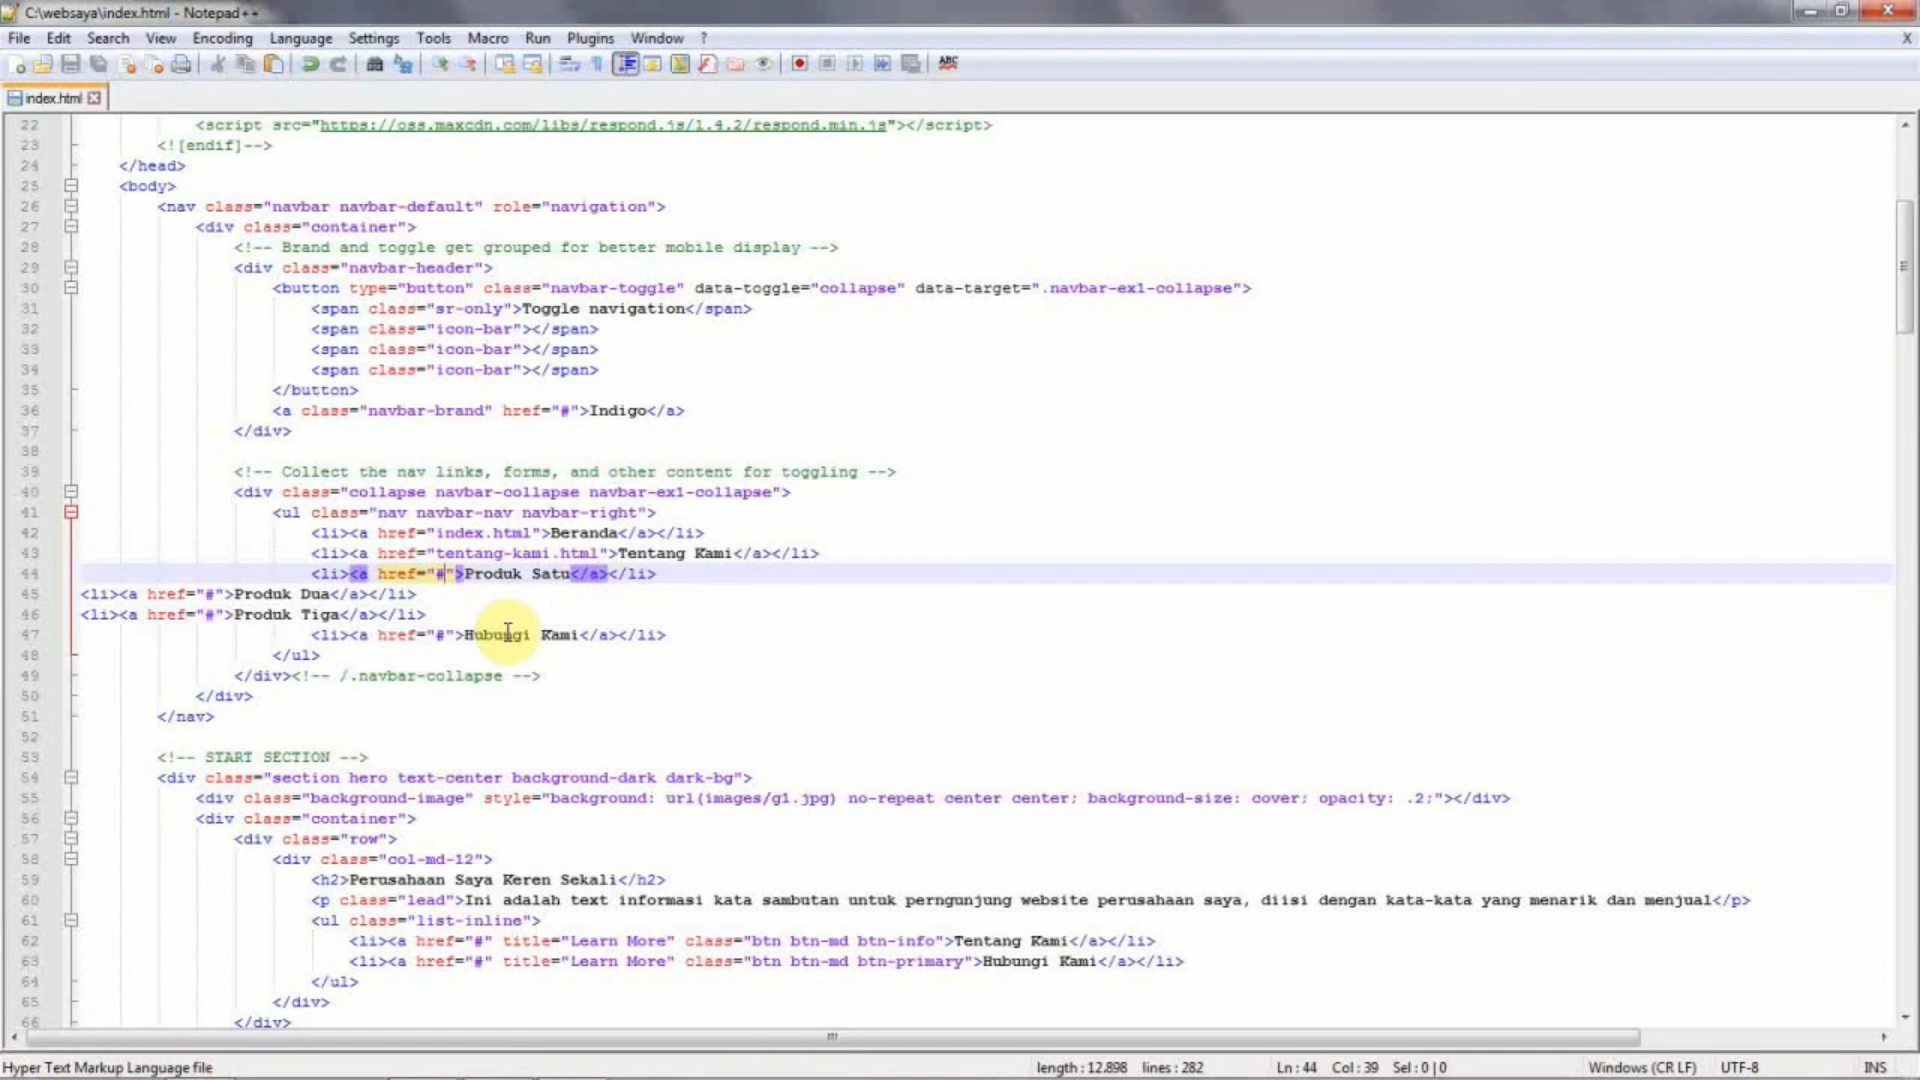 C:\websaya\index.html - Notepad++
File Edit Search View Encoding Language Settings Tools Macro Run Plugins Window ? X
ABC
index.html
22 <script src="https://oss.maxcdn.com/libs/respond.js/1.4.2/respond.min.js"></script>
23 <![endif]-->
24 </head>
25 <body>
26 <nav class="navbar navbar-default" role="navigation">
27 <div class="container">
28 <!-- Brand and toggle get grouped for better mobile display -->
29 <div class="navbar-header">
30 <button type="button" class="navbar-toggle" data-toggle="collapse" data-target=".navbar-ex1-collapse">
31 <span class="sr-only">Toggle navigation</span>
32 <span class="icon-bar"></span>
33 <span class="icon-bar"></span>
34 <span class="icon-bar"></span>
35 </button>
36 <a class="navbar-brand" href="#">Indigo</a>
37 </div>
38
39 <!-- Collect the nav links, forms, and other content for toggling -->
40 <div class="collapse navbar-collapse navbar-ex1-collapse">
41 <ul class="nav navbar-nav navbar-right">
42 <li><a href="index.html">Beranda</a></li>
43 <li><a href="tentang-kami.html">Tentang Kami</a></li>
44 <li><a href="#">Produk Satu</a></li>
45 <li><a href="#">Produk Dua</a></li>
46 <li><a href="#">Produk Tiga</a></li>
47 <li><a href="#">Hubungi Kami</a></li>
48 </ul>
49 </div><!-- /.navbar-collapse -->
50 </div>
51 </nav>
52
53 <!-- START SECTION -->
54 <div class="section hero text-center background-dark dark-bg">
55 <div class="background-image" style="background: url(images/g1.jpg) no-repeat center center; background-size: cover; opacity: .2;"></div>
56 <div class="container">
57 <div class="row">
58 <div class="col-md-12">
59 <h2>Perusahaan Saya Keren Sekali</h2>
60 <p class="lead">Ini adalah text informasi kata sambutan untuk perngunjung website perusahaan saya, diisi dengan kata-kata yang menarik dan menjual</p>
61 <ul class="list-inline">
62 <li><a href="#" title="Learn More" class="btn btn-md btn-info">Tentang Kami</a></li>
63 <li><a href="#" title="Learn More" class="btn btn-md btn-primary">Hubungi Kami</a></li>
64 </ul>
65 </div>
66 </div>
Hyper Text Markup Language file length : 12.898 lines : 282 Ln : 44 Col : 39 Sel : 0 | 0 Windows (CR LF) UTF-8 INS